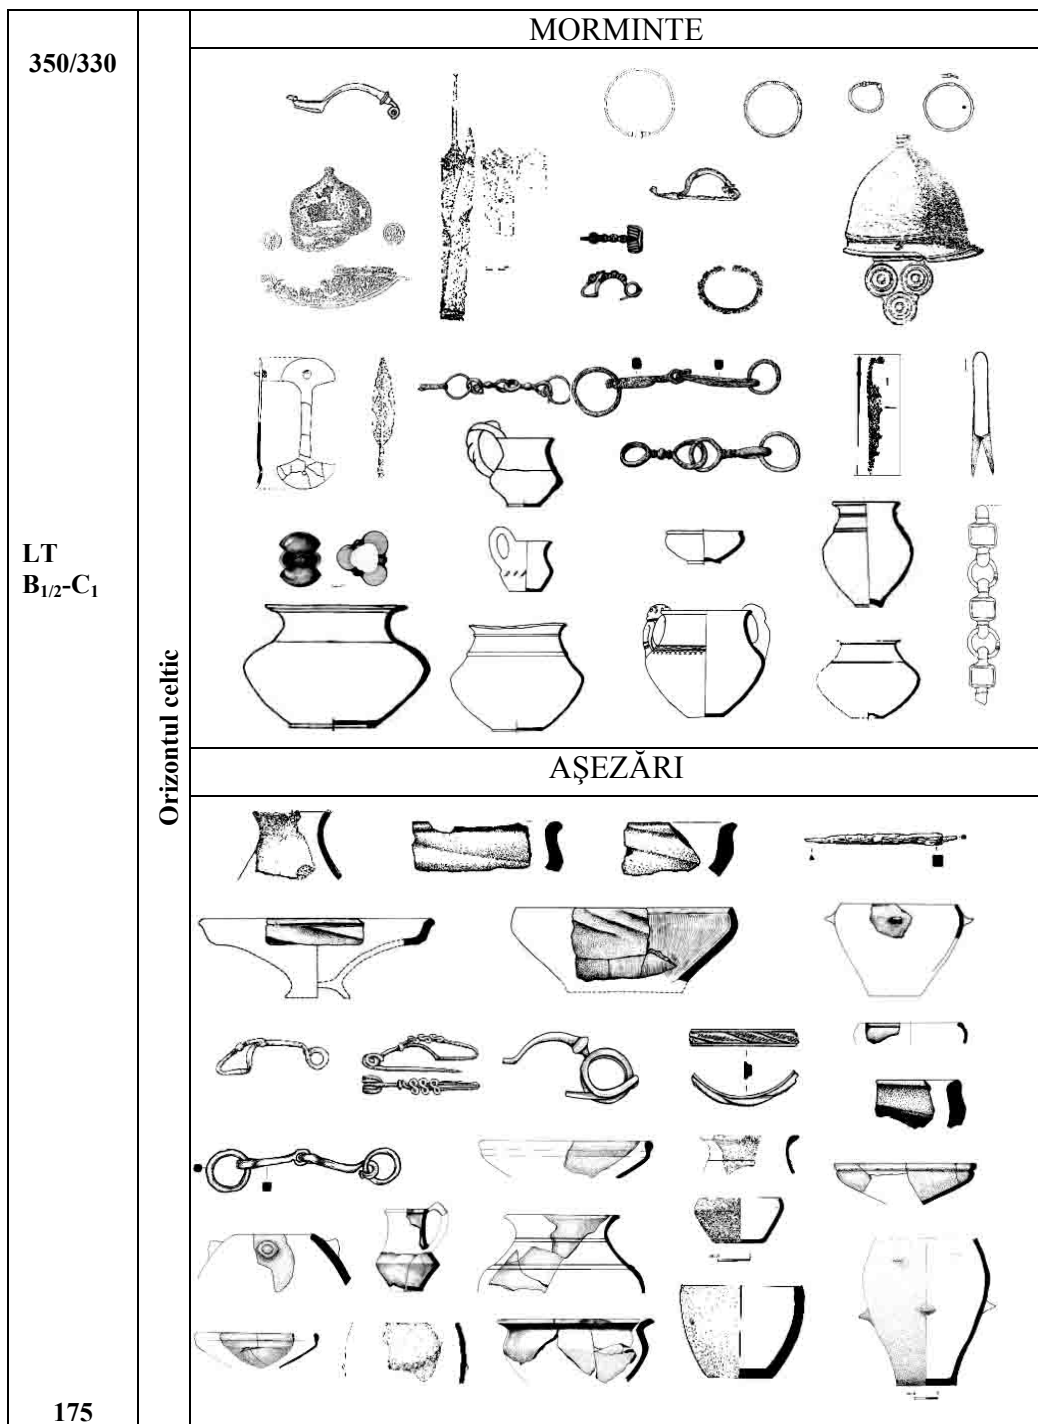 MORMINTE
350/330
LT
B1/2-C1
Orizontul celtic
AŞEZĂRI
175